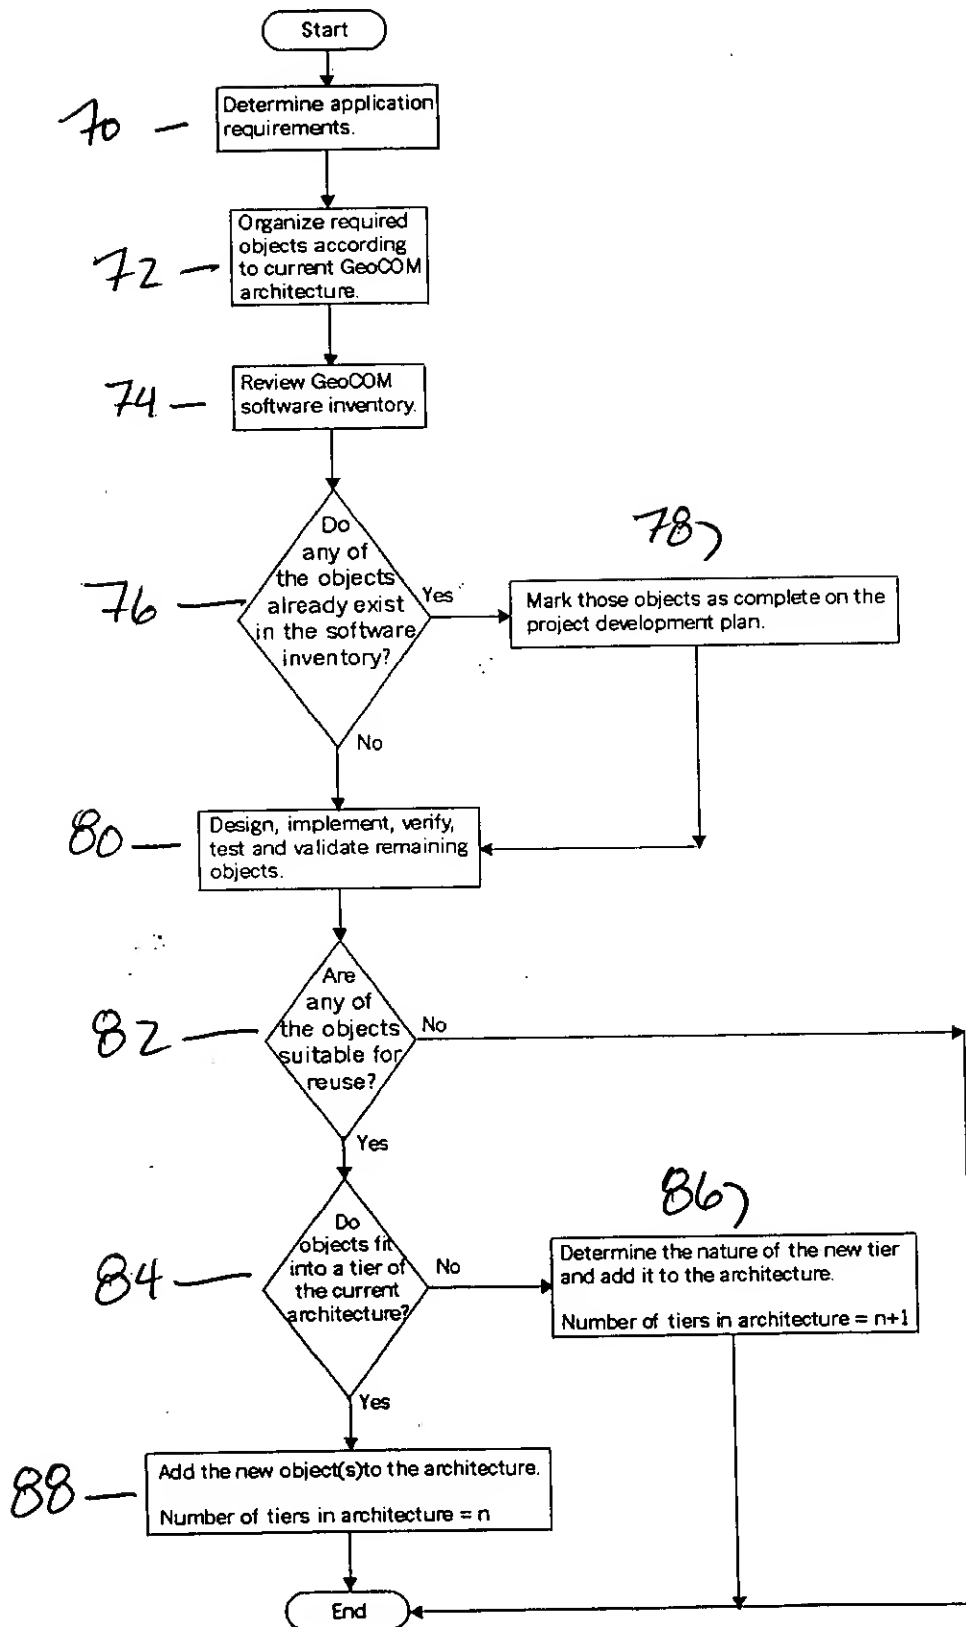 Start
70
Determine application
requirements.
72
Organize required
objects according
to current GeoCOM
architecture.
74
Review GeoCOM
software inventory.
76
Do
any of
the objects
already exist
in the software
inventory?
Yes
78
Mark those objects as complete on the
project development plan.
No
80
Design, implement, verify,
test and validate remaining
objects.
82
Are
any of
the objects
suitable for
reuse?
No
Yes
84
Do
objects fit
into a tier of
the current
architecture?
No
86
Determine the nature of the new tier
and add it to the architecture.
Number of tiers in architecture = n+1
Yes
88
Add the new object(s)to the architecture.
Number of tiers in architecture = n
End